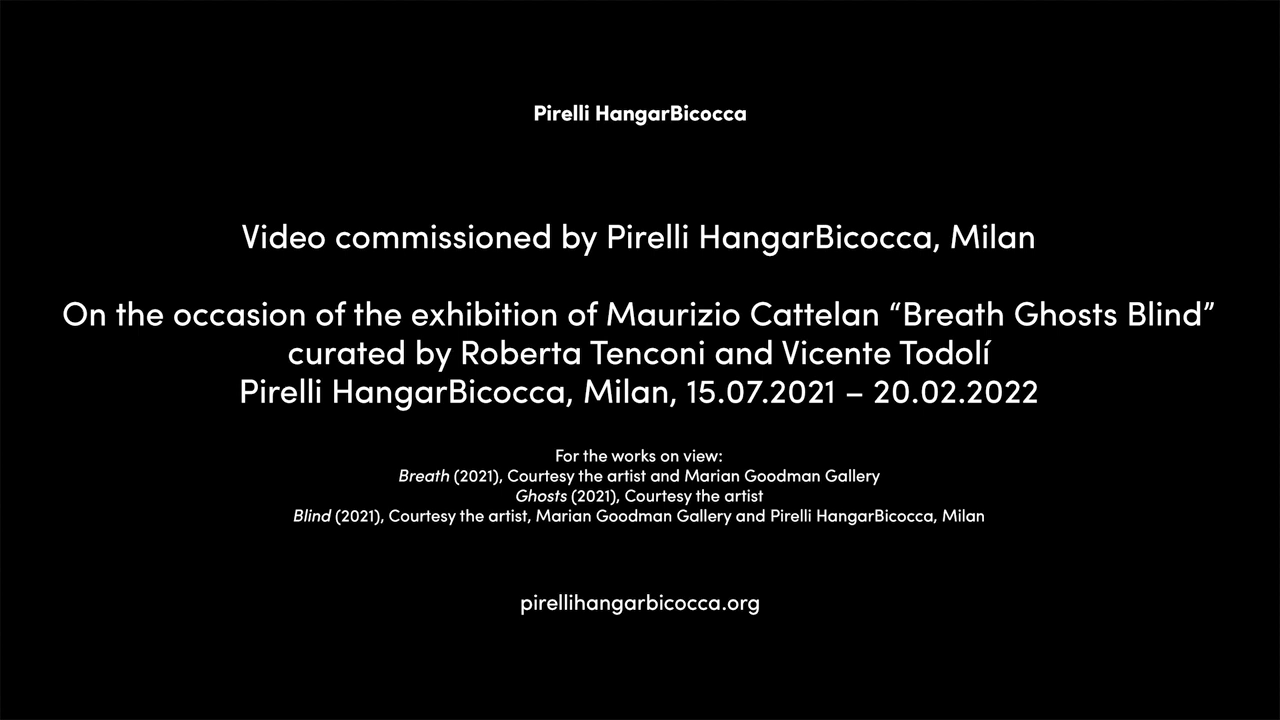 Pirelli HangarBicocca
Video commissioned by Pirelli HangarBicocca, Milan
On the occasion of the exhibition of Maurizio Cattelan “Breath Ghosts Blind”
curated by Roberta Tenconi and Vicente Todolí
Pirelli HangarBicocca, Milan, 15.07.2021 – 20.02.2022
For the works on view:
Breath (2021), Courtesy the artist and Marian Goodman Gallery
Ghosts (2021), Courtesy the artist
Blind (2021), Courtesy the artist, Marian Goodman Gallery and Pirelli HangarBicocca, Milan
pirellihangarbicocca.org